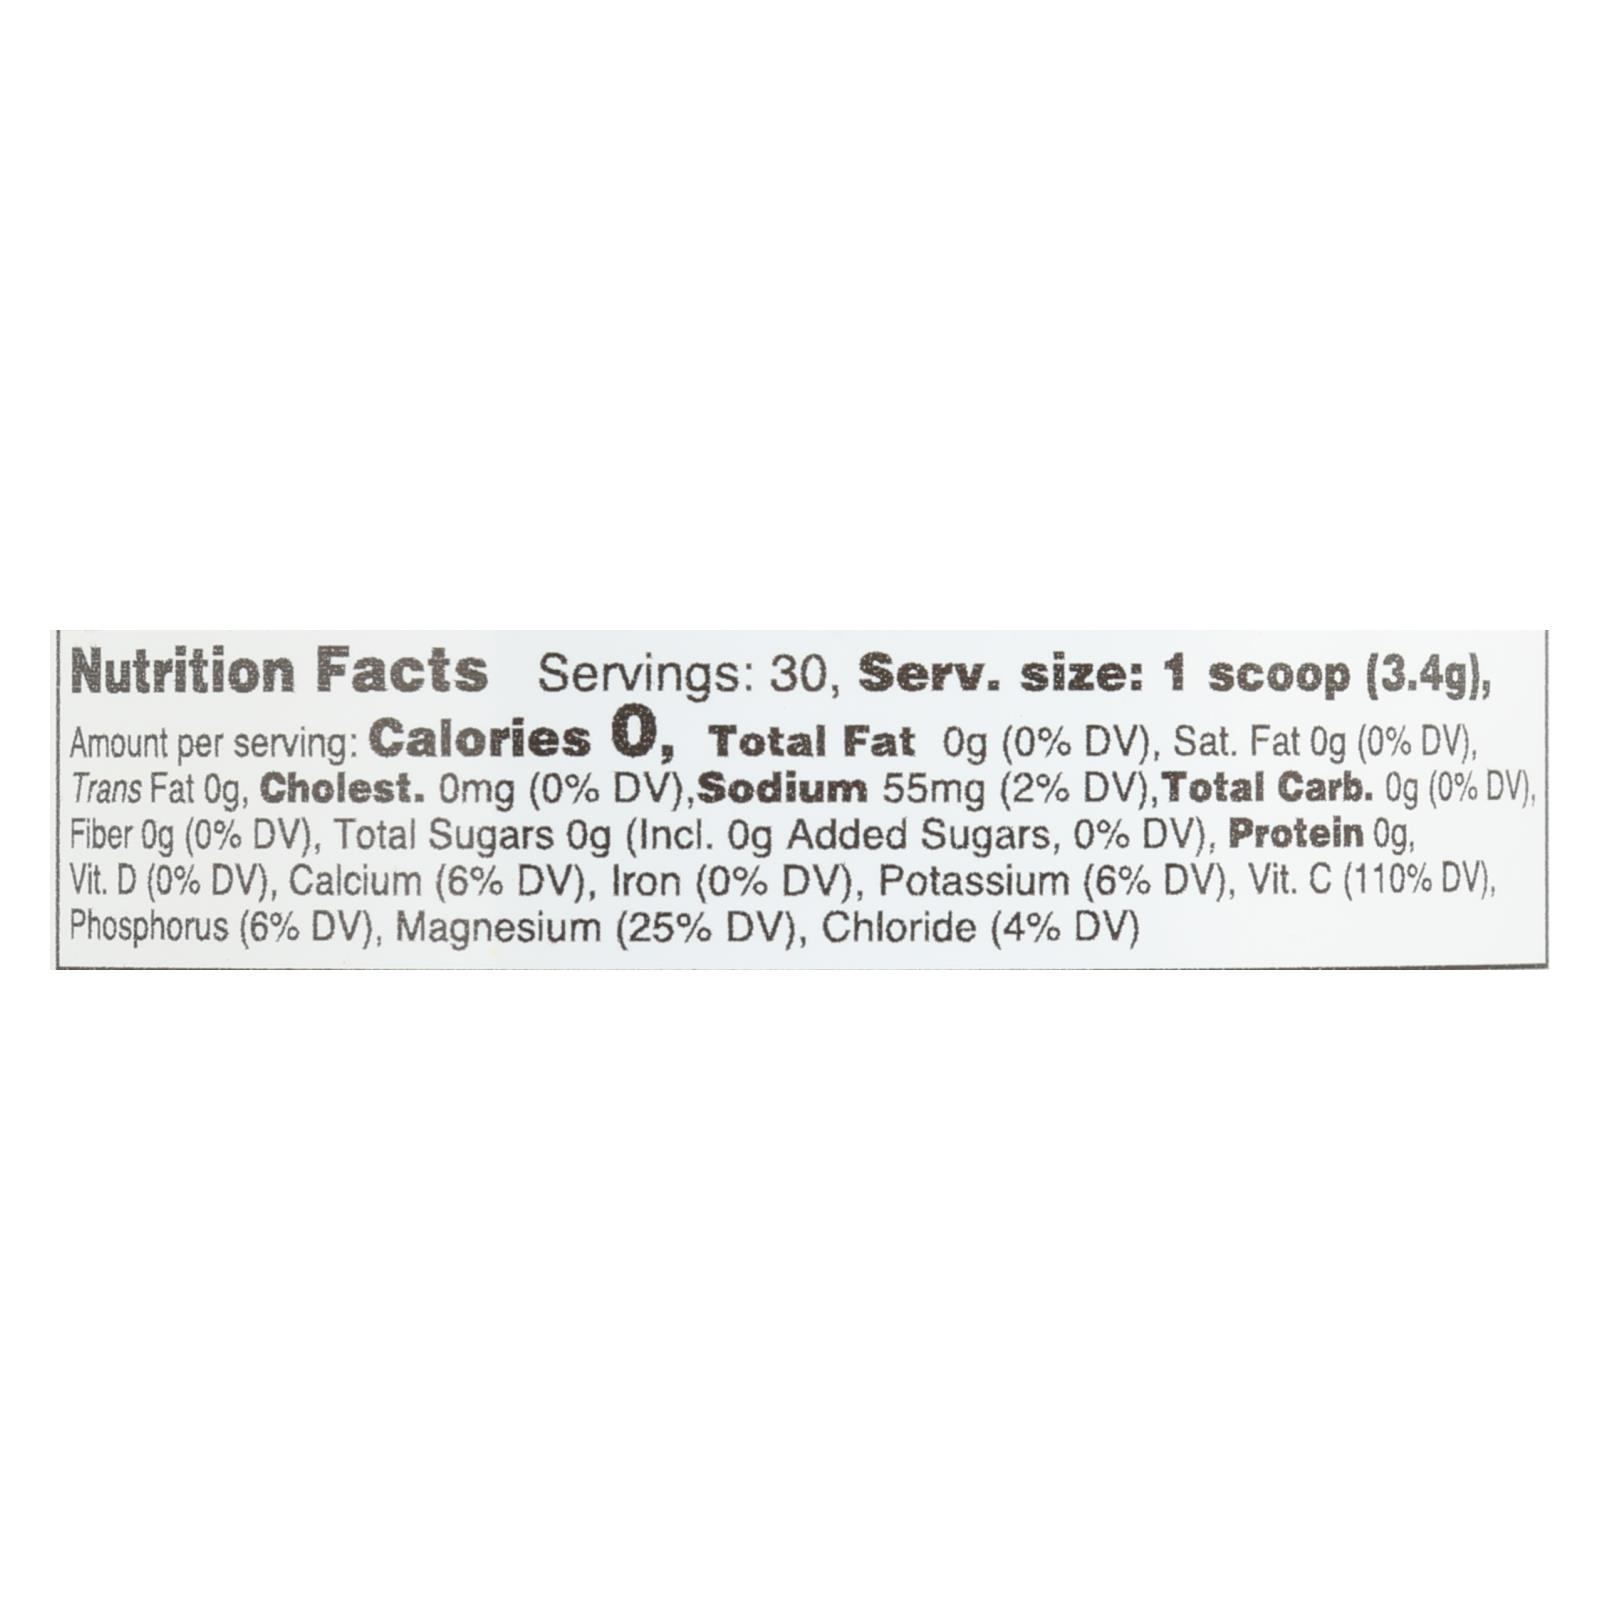 Nutrition Facts Servings: 30, Serv. size: 1 scoop (3.4g),
Amount per serving: Calories 0, Total Fat 0g (0% DV), Sat. Fat 0g (0% DV),
Trans Fat 0g, Cholest. 0mg (0% DV),Sodium 55mg (2% DV),Total Carb. 0g (0% DV),
Fiber 0g (0% DV), Total Sugars 0g (Incl. 0g Added Sugars, 0% DV), Protein 0g,
Vit. D (0% DV), Calcium (6% DV), Iron (0% DV), Potassium (6% DV), Vit. C (110% DV),
Phosphorus (6% DV), Magnesium (25% DV), Chloride (4% DV)